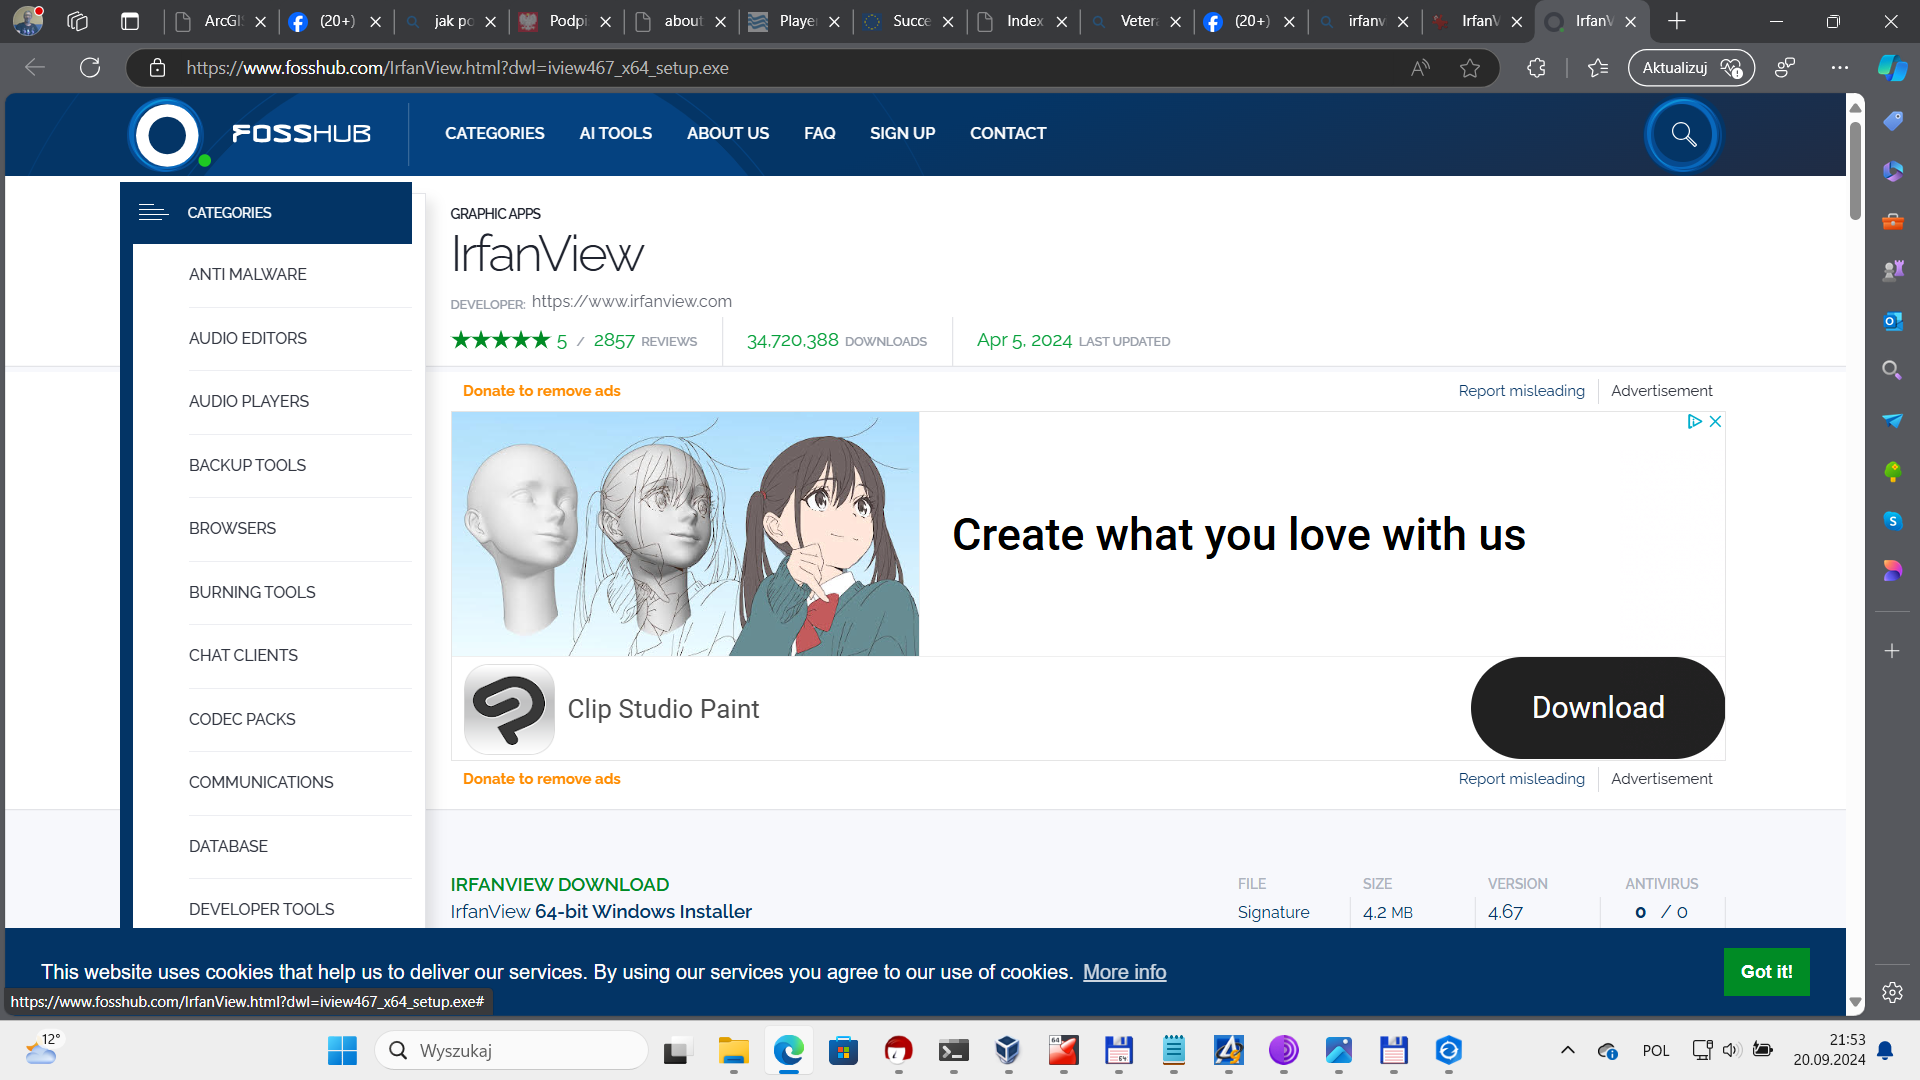 ArcGIS
(20+)
jak po
Podpi
about
Player
Succe
Index
Vetera
(20+)
irfanv
IrfanV
IrfanV
https://www.fosshub.com/IrfanView.html?dwl=iview467_x64_setup.exe
Aktualizuj
FOSSHUB
CATEGORIES
AI TOOLS
ABOUT US
FAQ
SIGN UP
CONTACT
CATEGORIES
ANTI MALWARE
AUDIO EDITORS
AUDIO PLAYERS
BACKUP TOOLS
BROWSERS
BURNING TOOLS
CHAT CLIENTS
CODEC PACKS
COMMUNICATIONS
DATABASE
DEVELOPER TOOLS
GRAPHIC APPS
IrfanView
DEVELOPER: https://www.irfanview.com
5 / 2857 REVIEWS
34,720,388 DOWNLOADS
Apr 5, 2024 LAST UPDATED
Donate to remove ads
Report misleading
Advertisement
Create what you love with us
Clip Studio Paint
Download
Donate to remove ads
Report misleading
Advertisement
IRFANVIEW DOWNLOAD
FILE
SIZE
VERSION
ANTIVIRUS
IrfanView 64-bit Windows Installer
Signature
4.2 MB
4.67
0 / 0
This website uses cookies that help us to deliver our services. By using our services you agree to our use of cookies. More info
Got it!
https://www.fosshub.com/IrfanView.html?dwl=iview467_x64_setup.exe#
12°
Wyszukaj
POL
21:53
20.09.2024